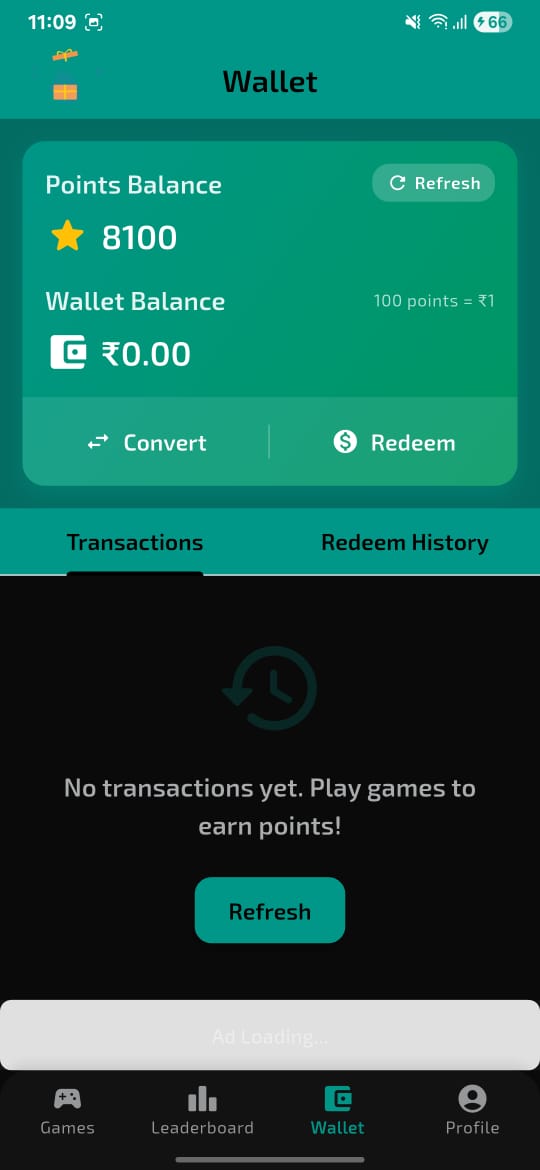 11:09
66
Wallet
Points Balance
Refresh
8100
Wallet Balance
100 points = ₹1
₹0.00
Convert
Redeem
Transactions
Redeem History
No transactions yet. Play games to
earn points!
Refresh
Ad Loading...
Games
Leaderboard
Wallet
Profile